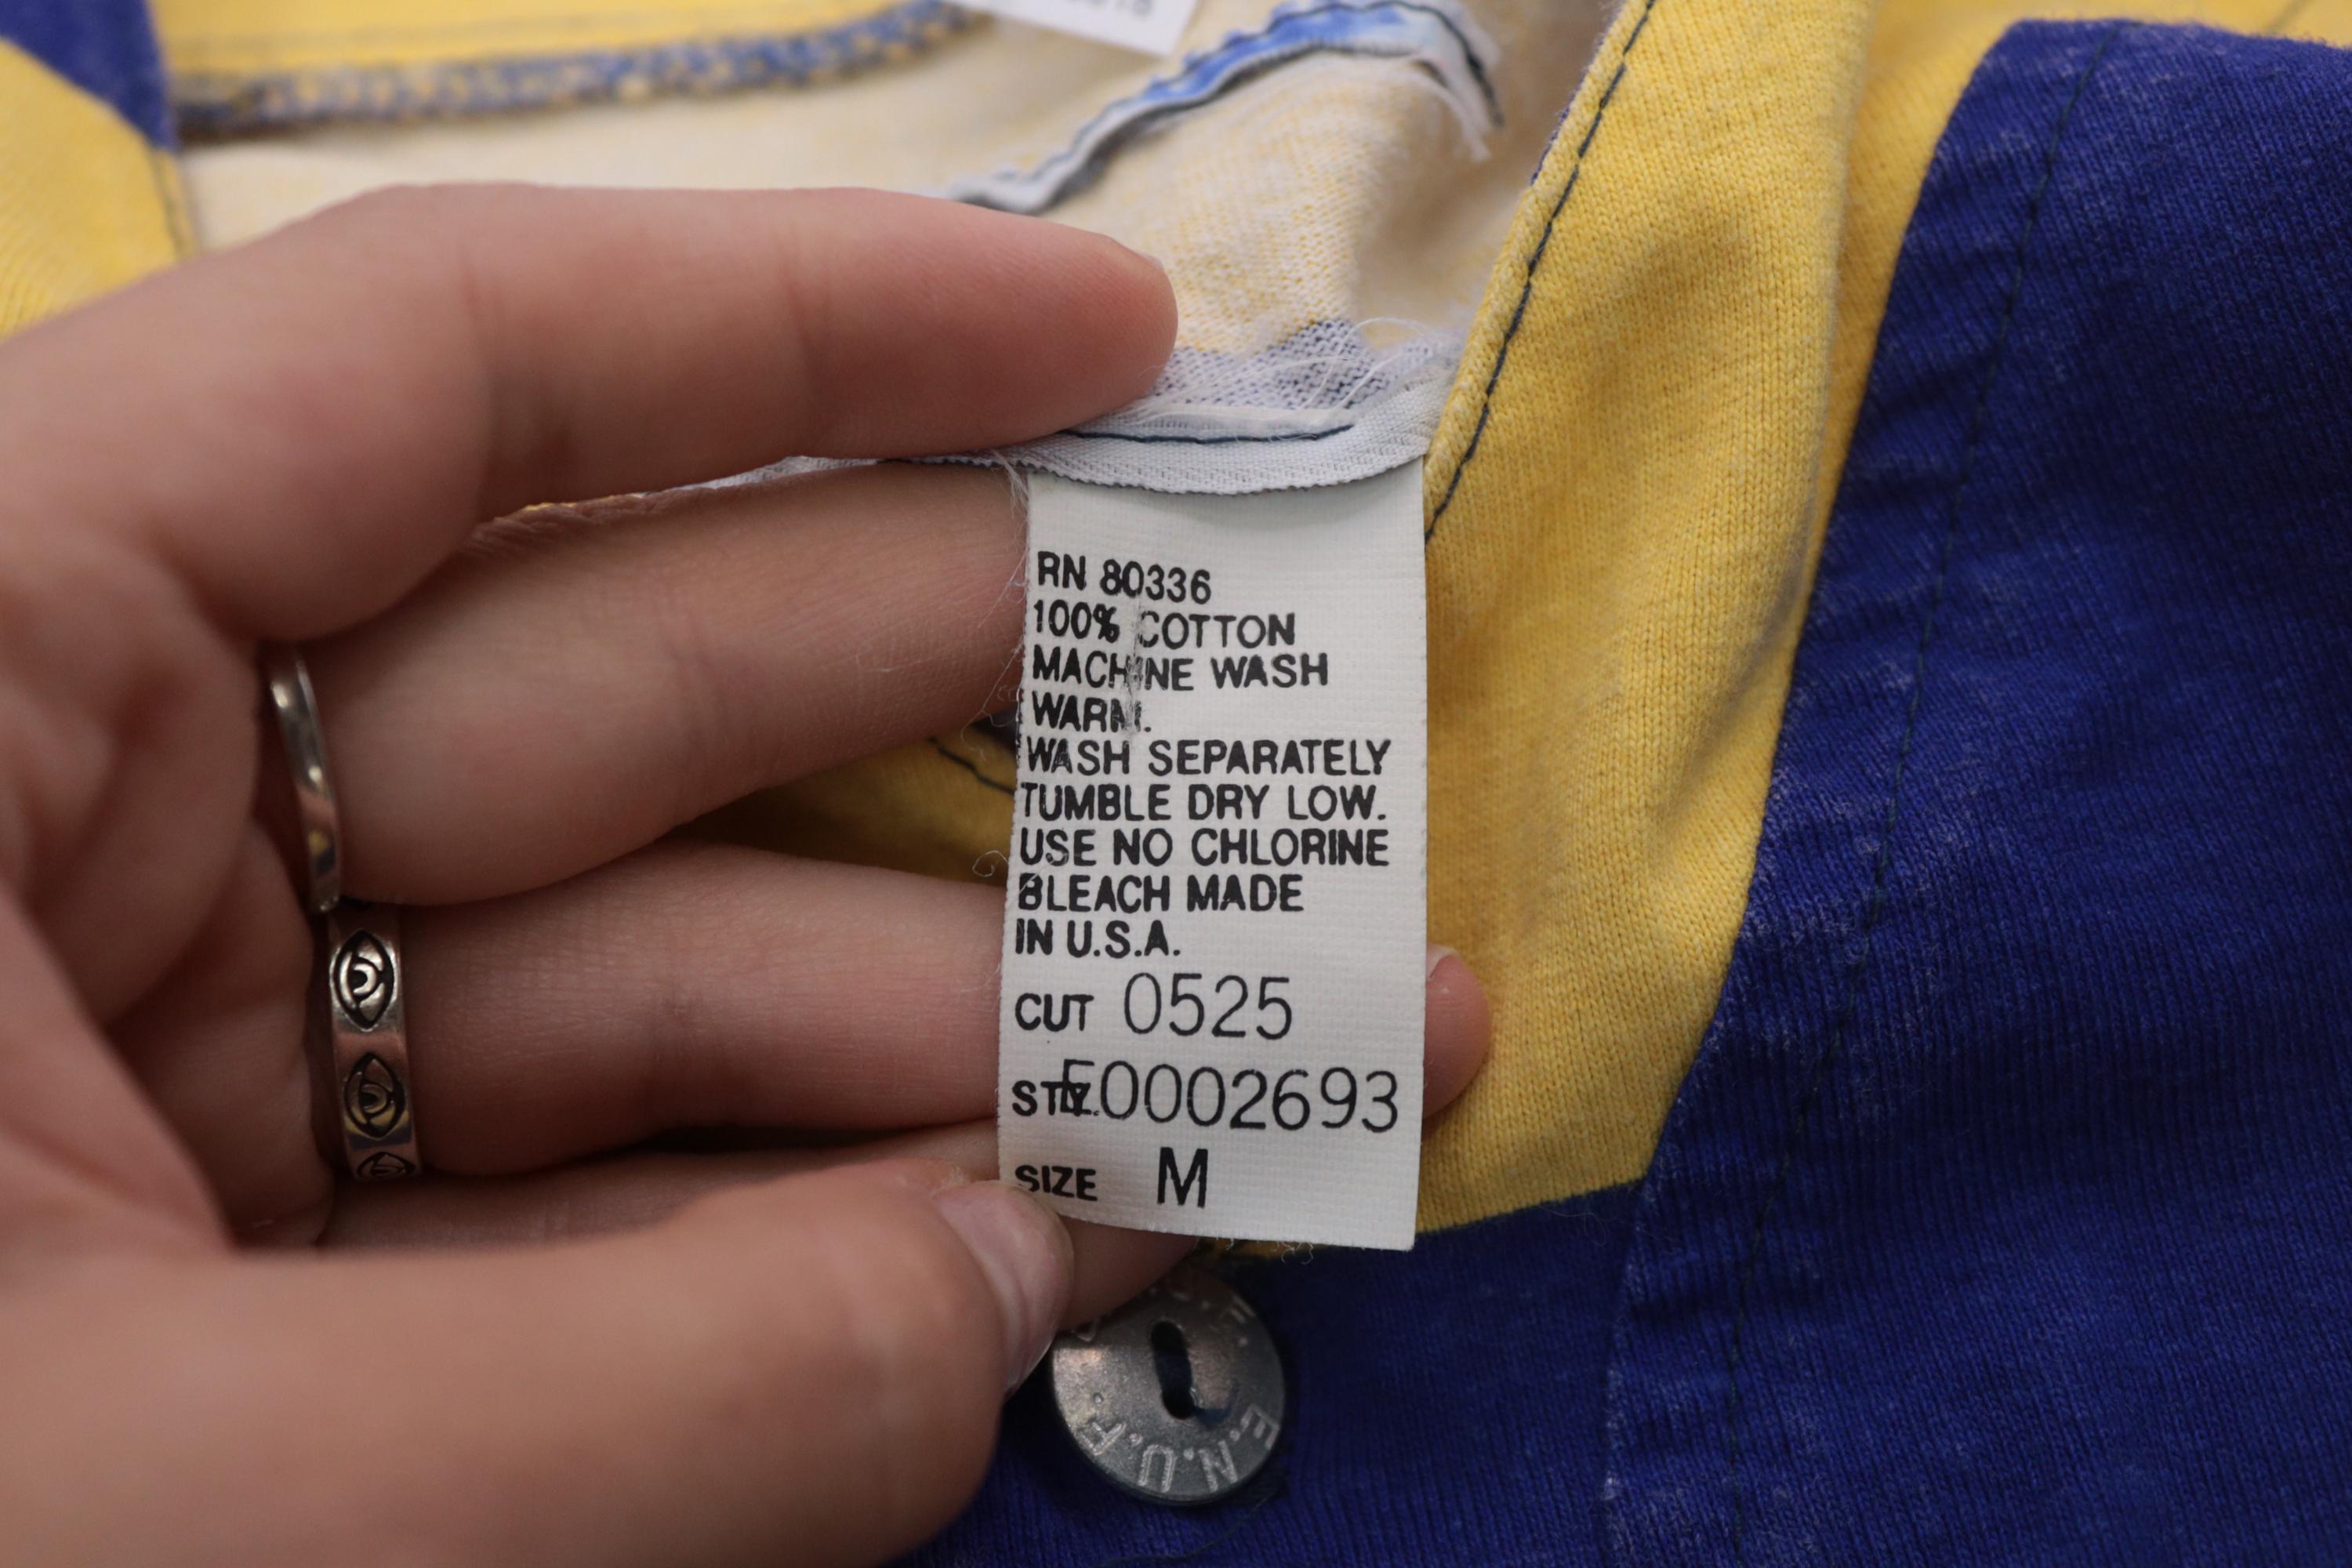 RN 80336
100% COTTON
MACHINE WASH
WARM.
WASH SEPARATELY
TUMBLE DRY LOW.
USE NO CHLORINE
BLEACH MADE
IN U.S.A.
CUT 0525
STY. E0002693
SIZE M
E.N.U.F.